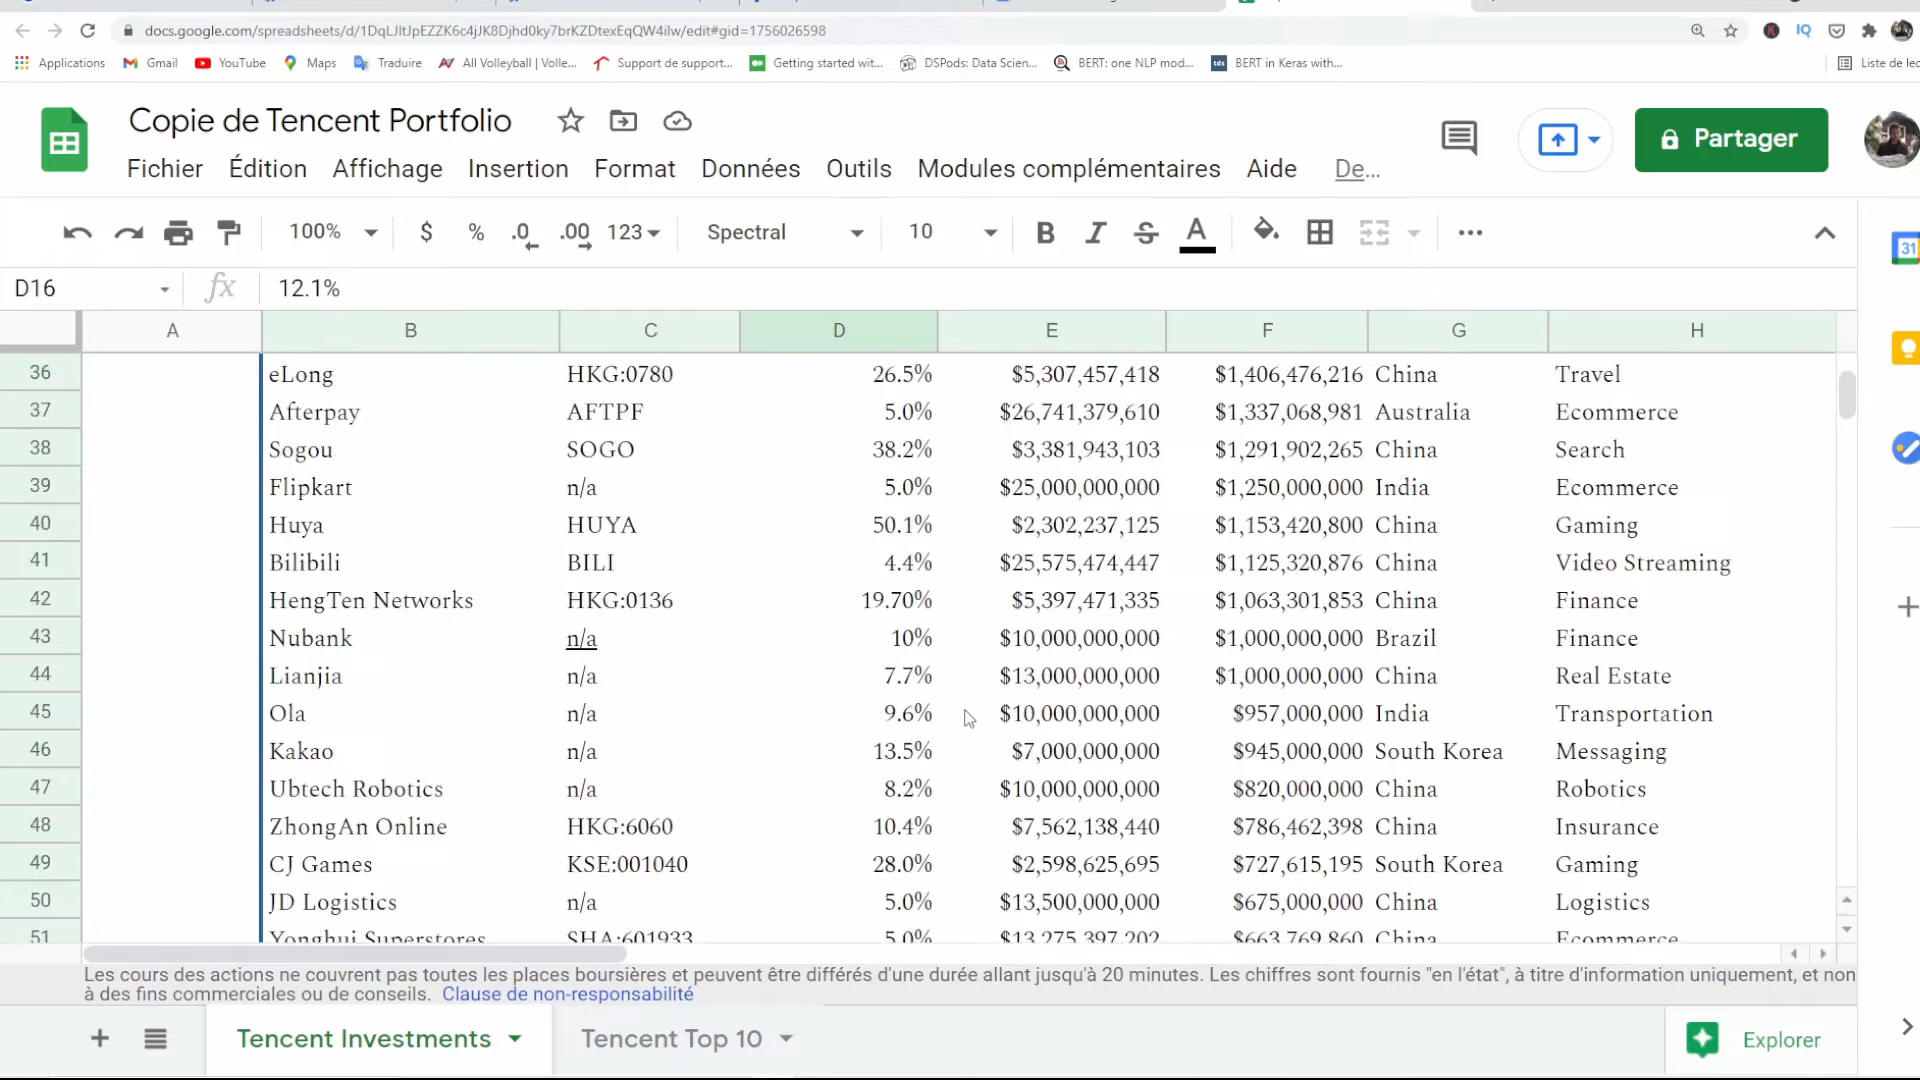 docs.google.com/spreadsheets/d/1DqLJltJpEZZK6c4jJK8Djhd0ky7brKZDtexEqQW4ilw/edit#gid=1756026598
Applications Gmail YouTube Maps Traduire All Volleyball | Volle... Support de support... Getting started wit... DSPods: Data Scien... BERT: one NLP mod... BERT in Keras with... Liste de lec
Copie de Tencent Portfolio
Partager
Fichier Édition Affichage Insertion Format Données Outils Modules complémentaires Aide De...
100% $ % .0 .00 123 Spectral 10 B I S A
D16 fx 12.1%
A B C D E F G H
36 eLong HKG:0780 26.5% $5,307,457,418 $1,406,476,216 China Travel
37 Afterpay AFTPF 5.0% $26,741,379,610 $1,337,068,981 Australia Ecommerce
38 Sogou SOGO 38.2% $3,381,943,103 $1,291,902,265 China Search
39 Flipkart n/a 5.0% $25,000,000,000 $1,250,000,000 India Ecommerce
40 Huya HUYA 50.1% $2,302,237,125 $1,153,420,800 China Gaming
41 Bilibili BILI 4.4% $25,575,474,447 $1,125,320,876 China Video Streaming
42 HengTen Networks HKG:0136 19.70% $5,397,471,335 $1,063,301,853 China Finance
43 Nubank n/a 10% $10,000,000,000 $1,000,000,000 Brazil Finance
44 Lianjia n/a 7.7% $13,000,000,000 $1,000,000,000 China Real Estate
45 Ola n/a 9.6% $10,000,000,000 $957,000,000 India Transportation
46 Kakao n/a 13.5% $7,000,000,000 $945,000,000 South Korea Messaging
47 Ubtech Robotics n/a 8.2% $10,000,000,000 $820,000,000 China Robotics
48 ZhongAn Online HKG:6060 10.4% $7,562,138,440 $786,462,398 China Insurance
49 CJ Games KSE:001040 28.0% $2,598,625,695 $727,615,195 South Korea Gaming
50 JD Logistics n/a 5.0% $13,500,000,000 $675,000,000 China Logistics
51 Yonghui Superstores SHA:601933 5.0% $13,275,397,202 $663,769,860 China Ecommerce
Les cours des actions ne couvrent pas toutes les places boursières et peuvent être différés d'une durée allant jusqu'à 20 minutes. Les chiffres sont fournis "en l'état", à titre d'information uniquement, et non
à des fins commerciales ou de conseils. Clause de non-responsabilité
Tencent Investments Tencent Top 10 Explorer